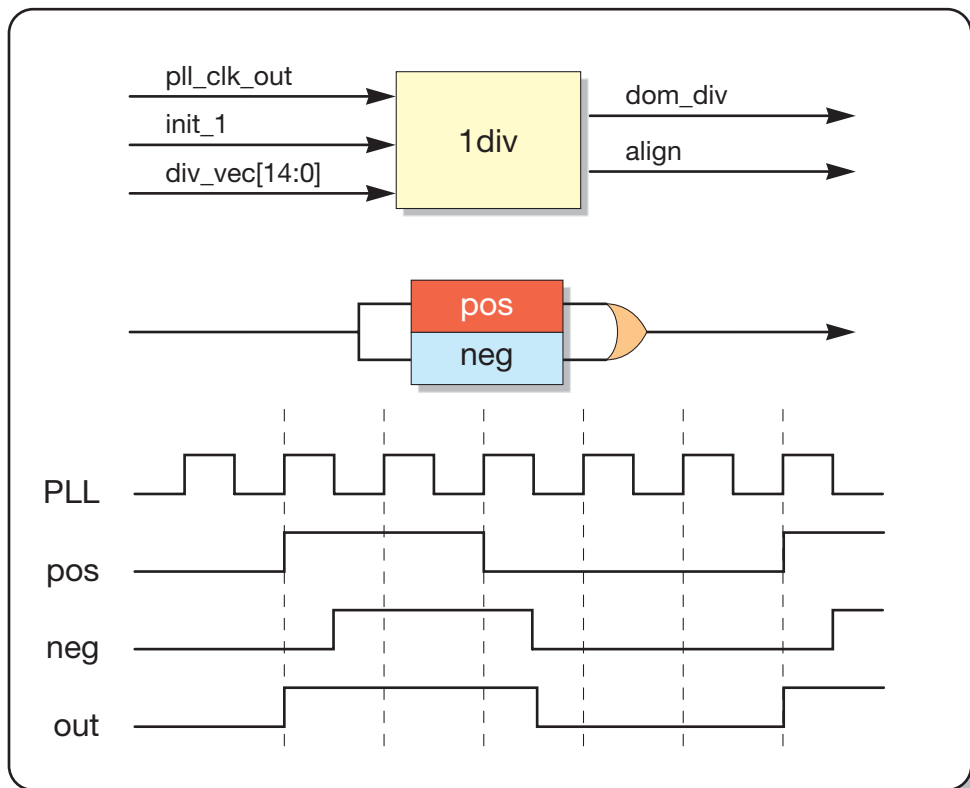 pll_clk_out
init_1
div_vec[14:0]
1div
dom_div
align
pos
neg
PLL
pos
neg
out